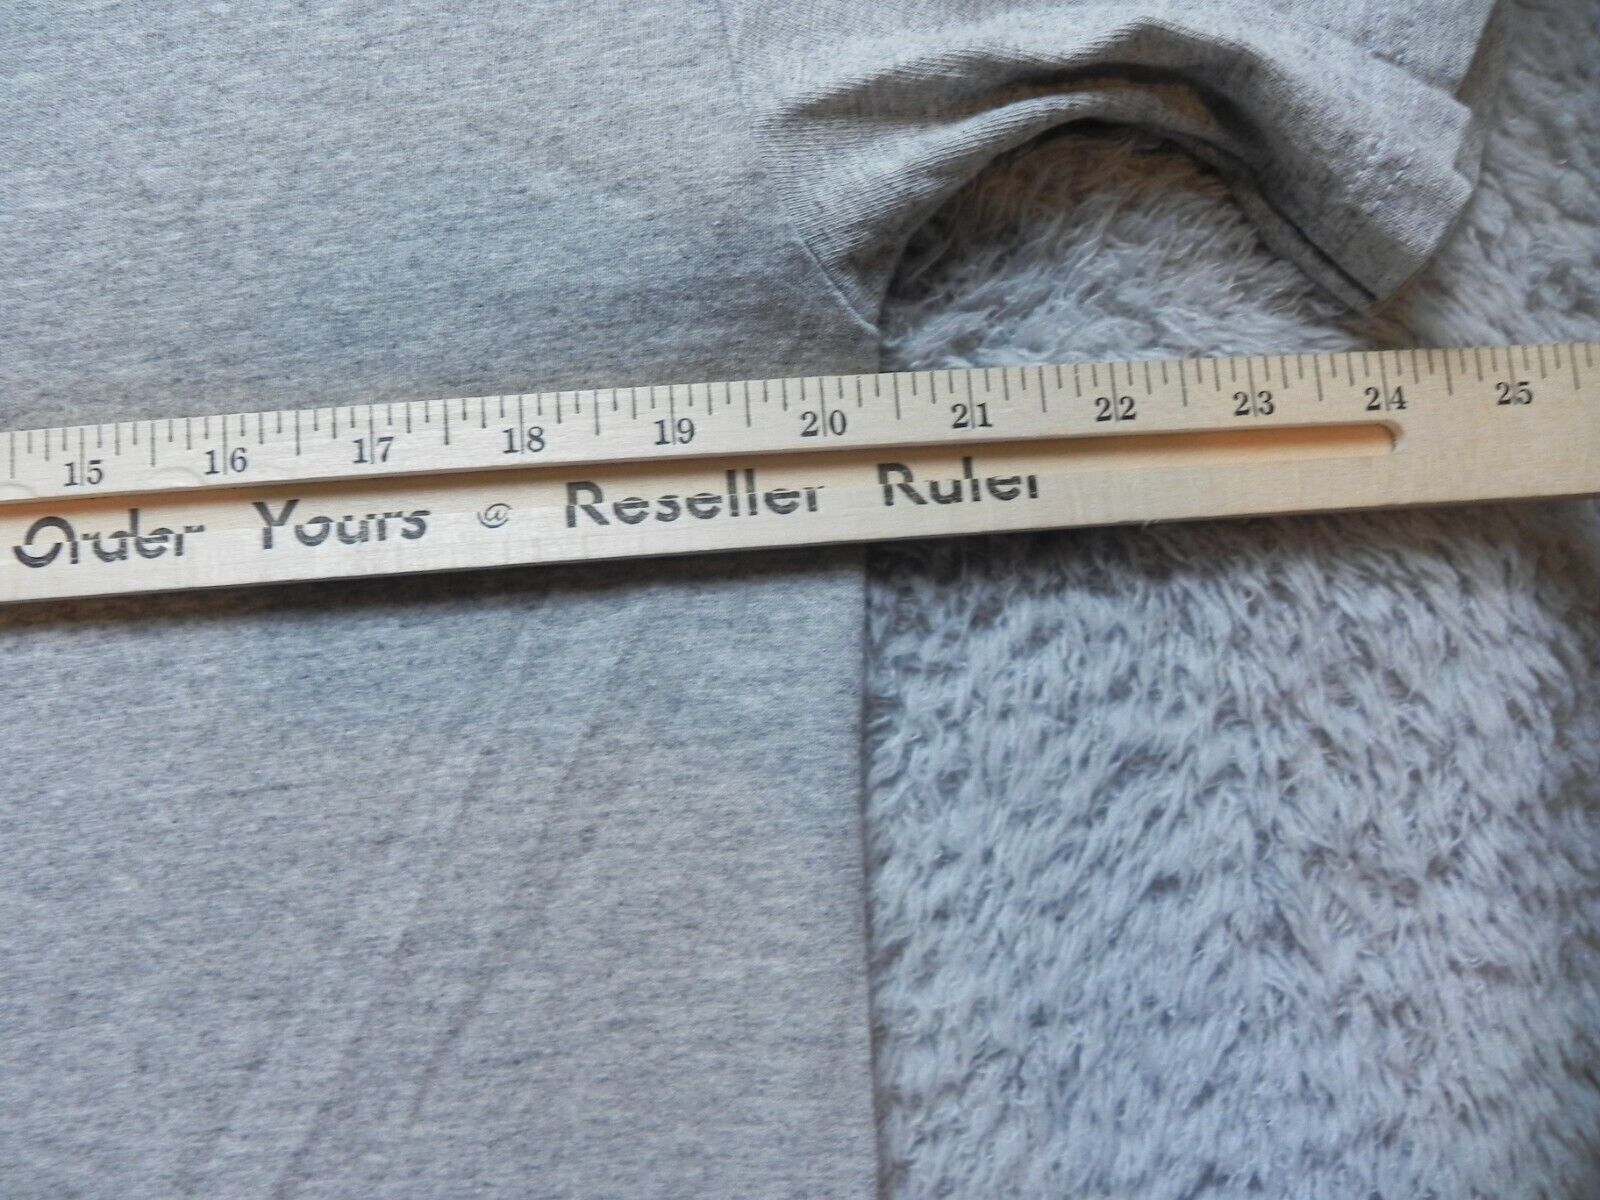 15 16 17 18 19 20 21 22 23 24 25
Order Yours @ Reseller Ruler